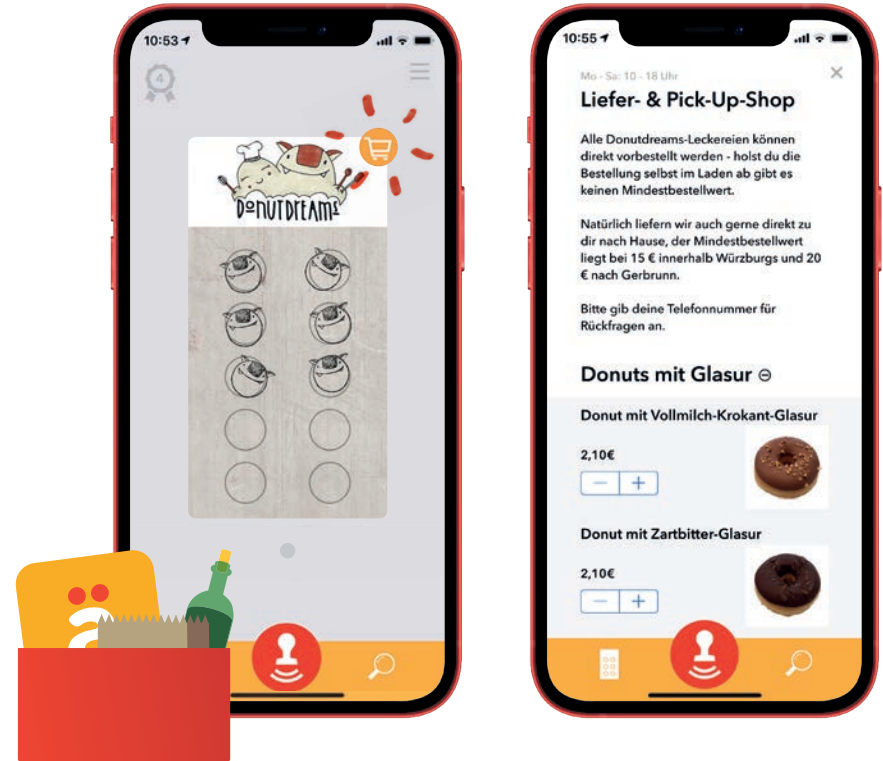 10:53
4
DONUTDREAMS
ä
10:55
Mo - Sa: 10 - 18 Uhr
Liefer- & Pick-Up-Shop
Alle Donutdreams-Leckereien können
direkt vorbestellt werden - holst du die
Bestellung selbst im Laden ab gibt es
keinen Mindestbestellwert.
Natürlich liefern wir auch gerne direkt zu
dir nach Hause, der Mindestbestellwert
liegt bei 15 € innerhalb Würzburgs und 20
€ nach Gerbrunn.
Bitte gib deine Telefonnummer für
Rückfragen an.
Donuts mit Glasur
Donut mit Vollmilch-Krokant-Glasur
2,10€
Donut mit Zartbitter-Glasur
2,10€